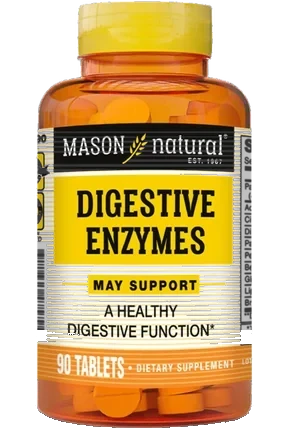 MASON natural®
EST. 1967
DIGESTIVE
ENZYMES
MAY SUPPORT
A HEALTHY
DIGESTIVE FUNCTION*
90 TABLETS • DIETARY SUPPLEMENT